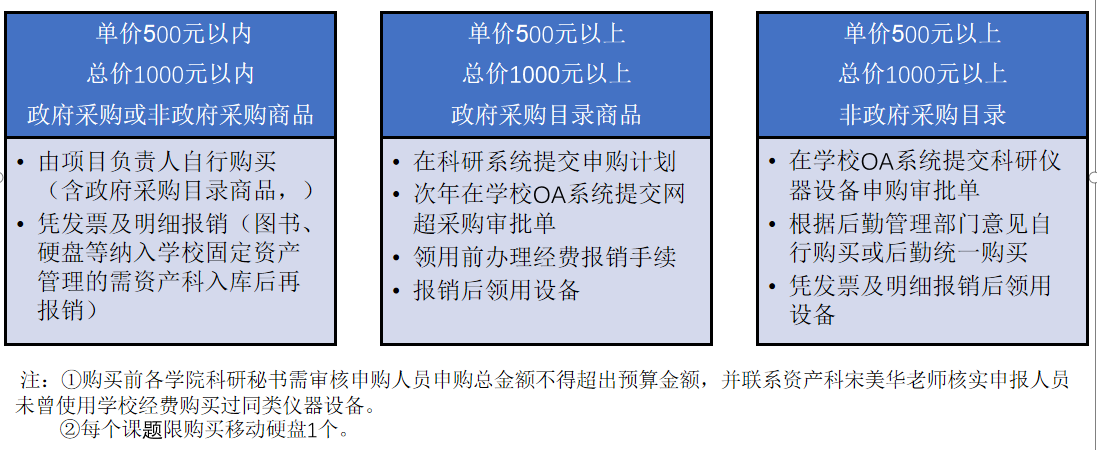 单价500元以内
总价1000元以内
政府采购或非政府采购商品
• 由项目负责人自行购买
（含政府采购目录商品，）
• 凭发票及明细报销（图书、
硬盘等纳入学校固定资产
管理的需资产科入库后再
报销）
单价500元以上
总价1000元以上
政府采购目录商品
• 在科研系统提交申购计划
• 次年在学校OA系统提交网
超采购审批单
• 领用前办理经费报销手续
• 报销后领用设备
单价500元以上
总价1000元以上
非政府采购目录
• 在学校OA系统提交科研仪
器设备申购审批单
• 根据后勤管理部门意见自
行购买或后勤统一购买
• 凭发票及明细报销后领用
设备
注：①购买前各学院科研秘书需审核申购人员申购总金额不得超出预算金额，并联系资产科宋美华老师核实申报人员
未曾使用学校经费购买过同类仪器设备。
②每个课题限购买移动硬盘1个。